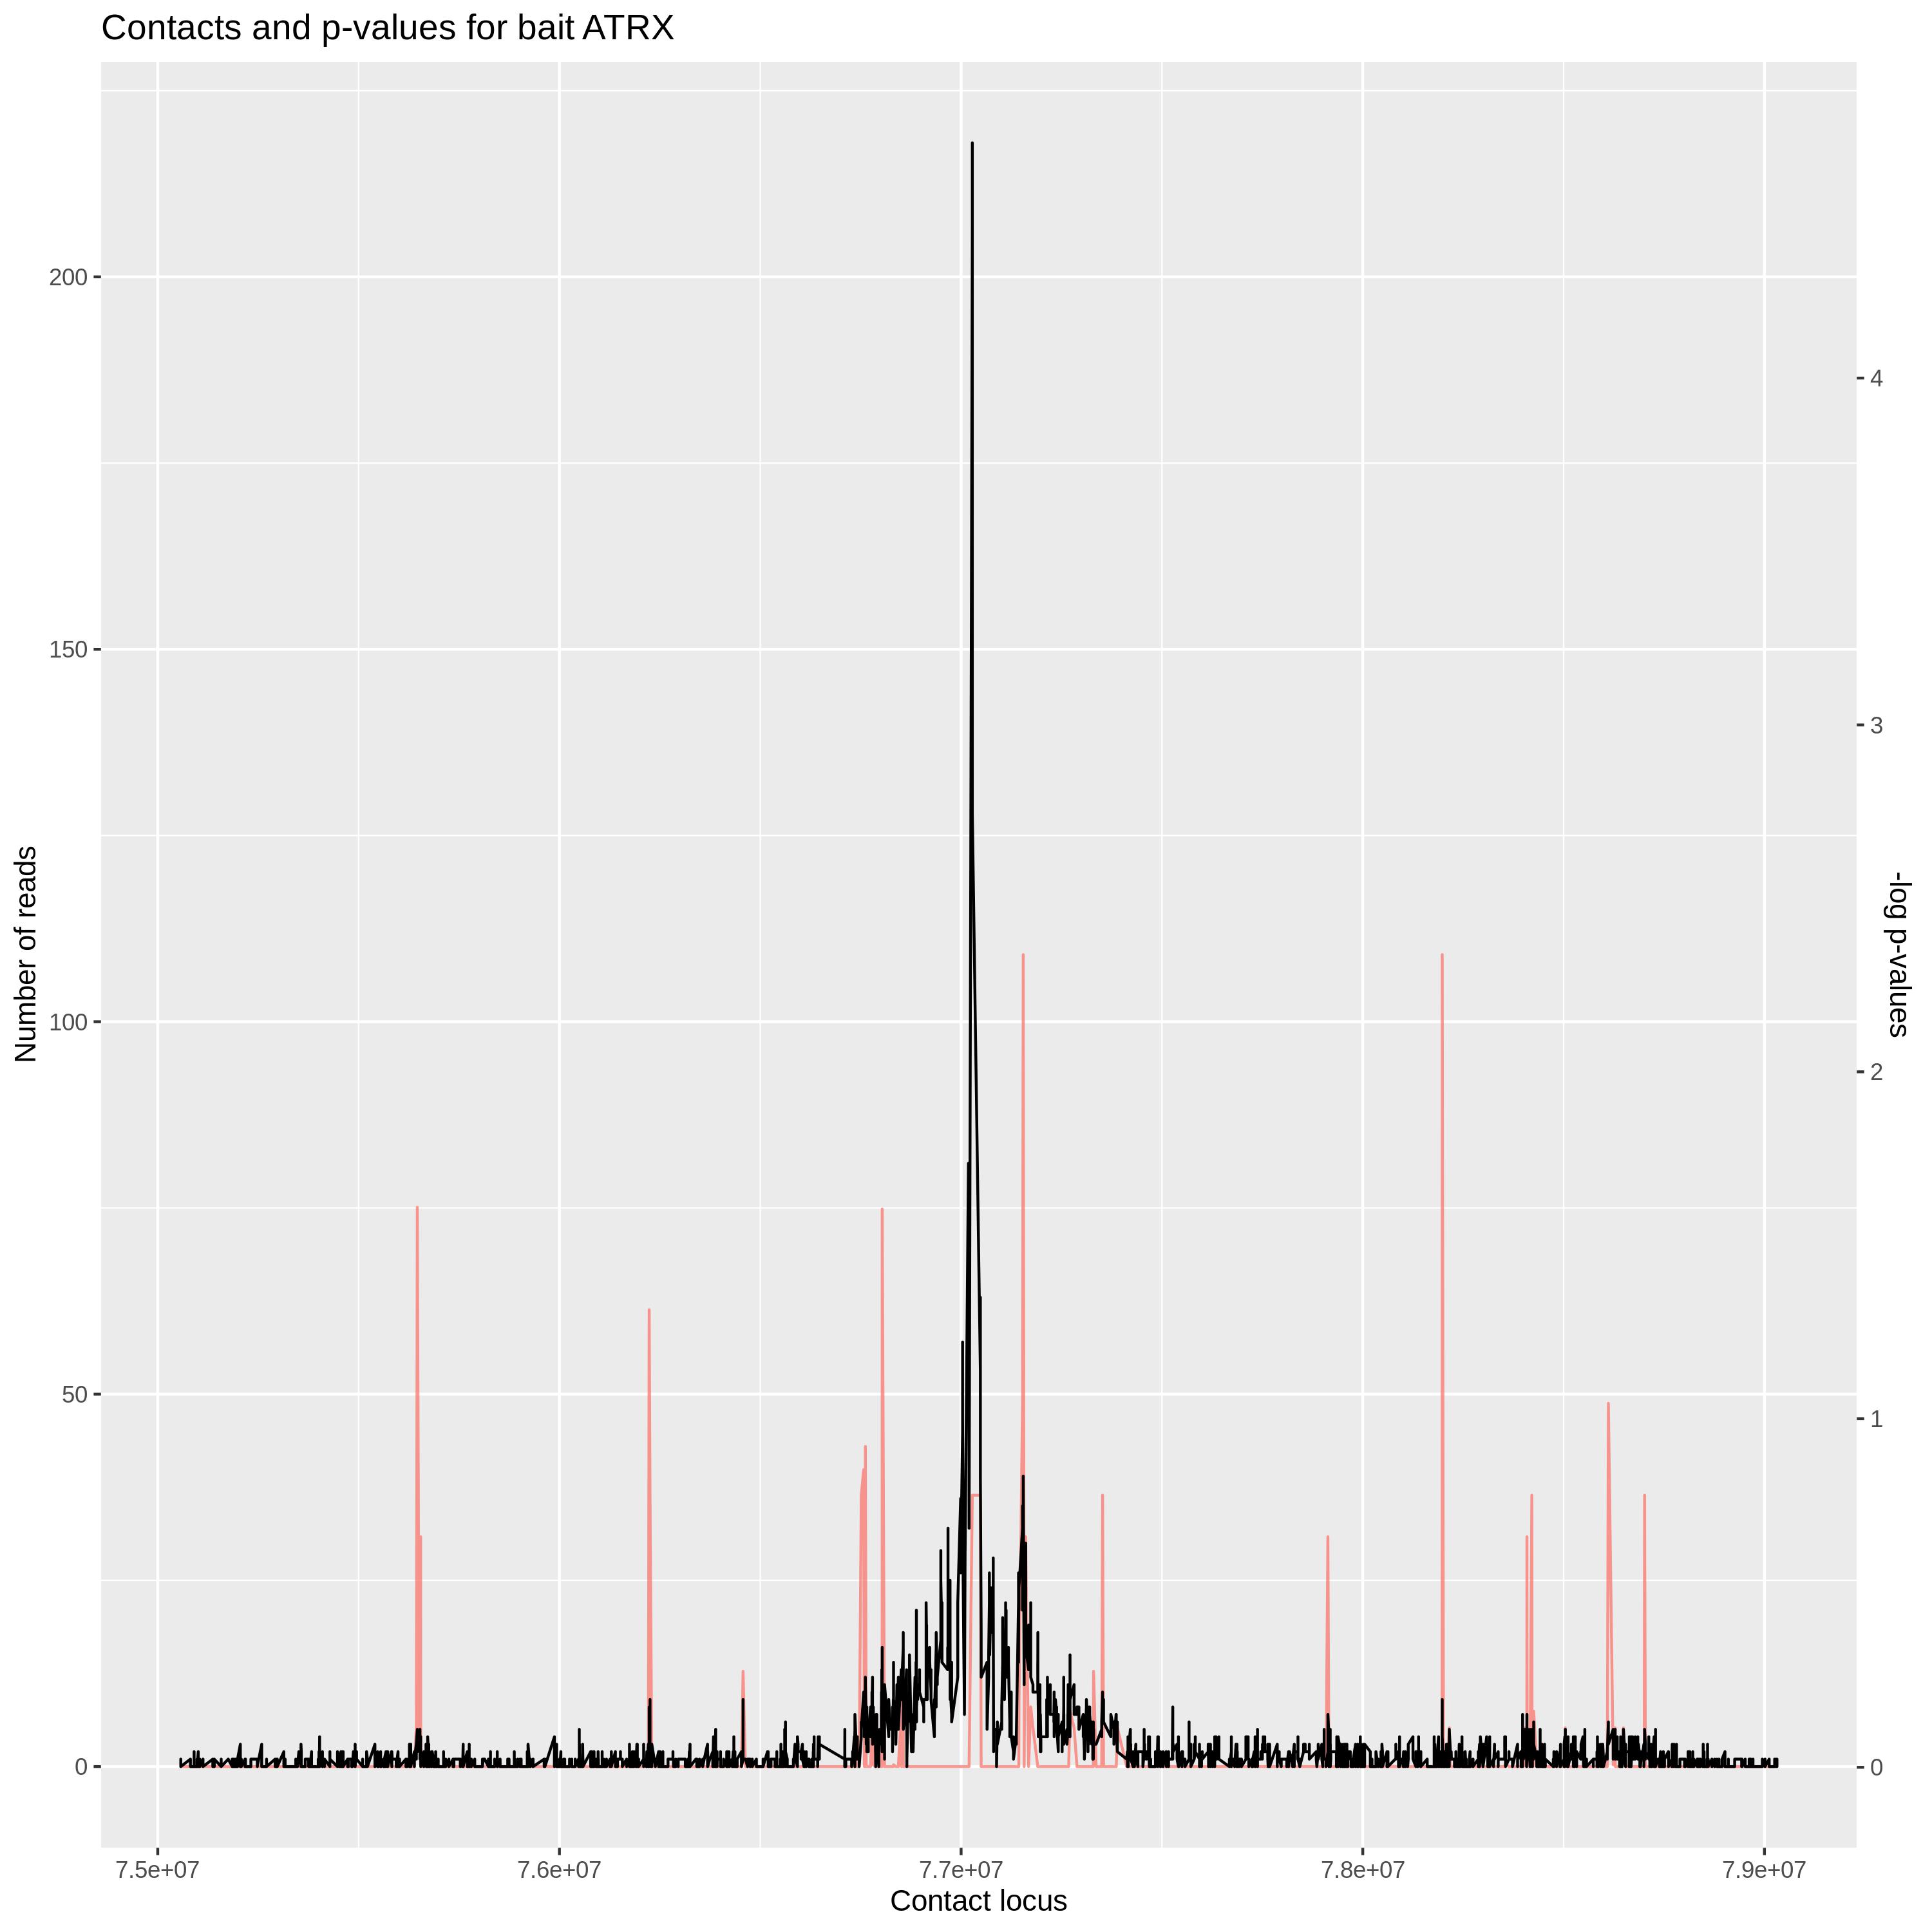 Contacts and p-values for bait ATRX
Number of reads
200
150
100
50
0
4
3
2
1
0
-log p-values
7.5e+07 7.6e+07 7.7e+07 7.8e+07 7.9e+07
Contact locus